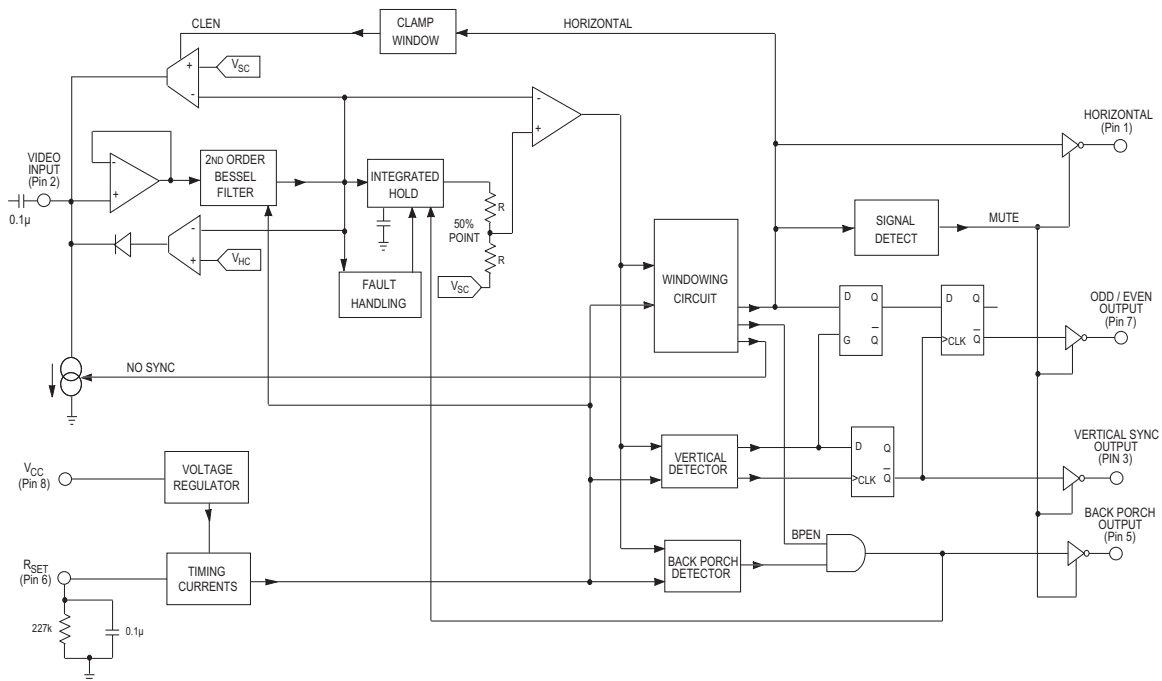 CLEN
CLAMP
WINDOW
HORIZONTAL
+
VSC
-
-
+
HORIZONTAL
(Pin 1)
VIDEO
INPUT
(Pin 2)
0.1µ
-
+
2ND ORDER
BESSEL
FILTER
INTEGRATED
HOLD
R
50%
POINT
R
VSC
-
+
VHC
FAULT
HANDLING
WINDOWING
CIRCUIT
SIGNAL
DETECT
MUTE
D Q
Q
G
D Q
>CLK Q
ODD / EVEN
OUTPUT
(Pin 7)
NO SYNC
VCC
(Pin 8)
VOLTAGE
REGULATOR
VERTICAL
DETECTOR
D Q
>CLK Q
VERTICAL SYNC
OUTPUT
(PIN 3)
RSET
(Pin 6)
TIMING
CURRENTS
BACK PORCH
DETECTOR
BPEN
BACK PORCH
OUTPUT
(Pin 5)
227k
0.1µ